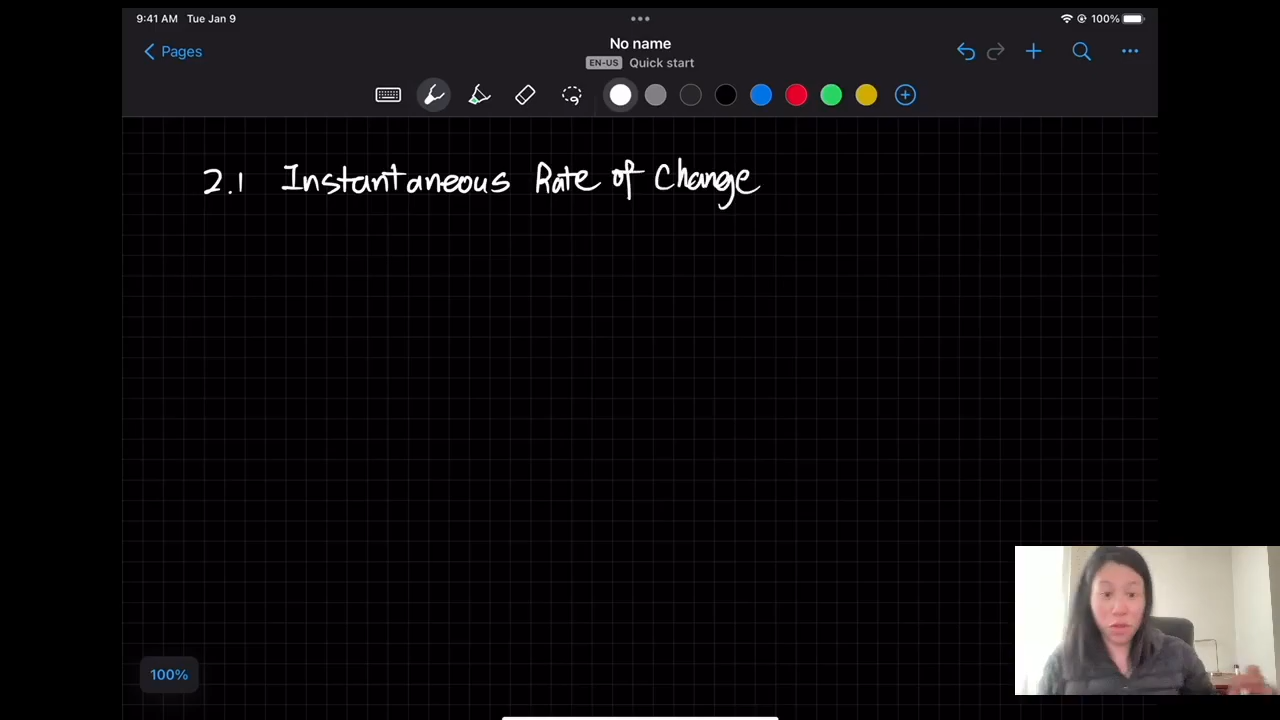 9:41 AM Tue Jan 9
100%
No name
Pages
EN-US Quick start
2.1 Instantaneous Rate of Change
100%